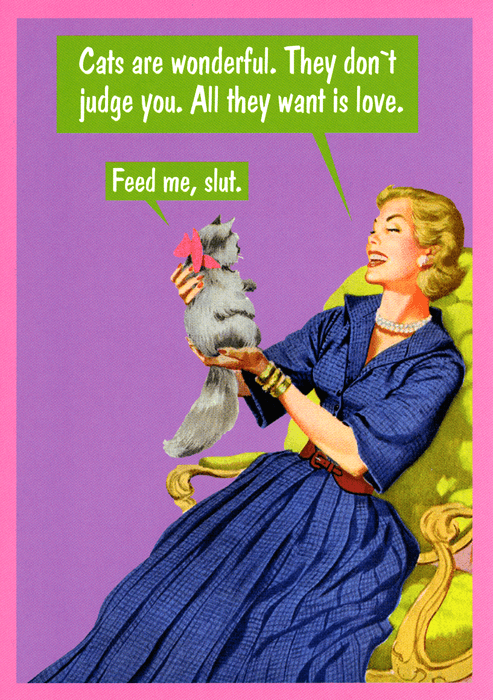 Cats are wonderful. They don`t
judge you. All they want is love.
Feed me, slut.